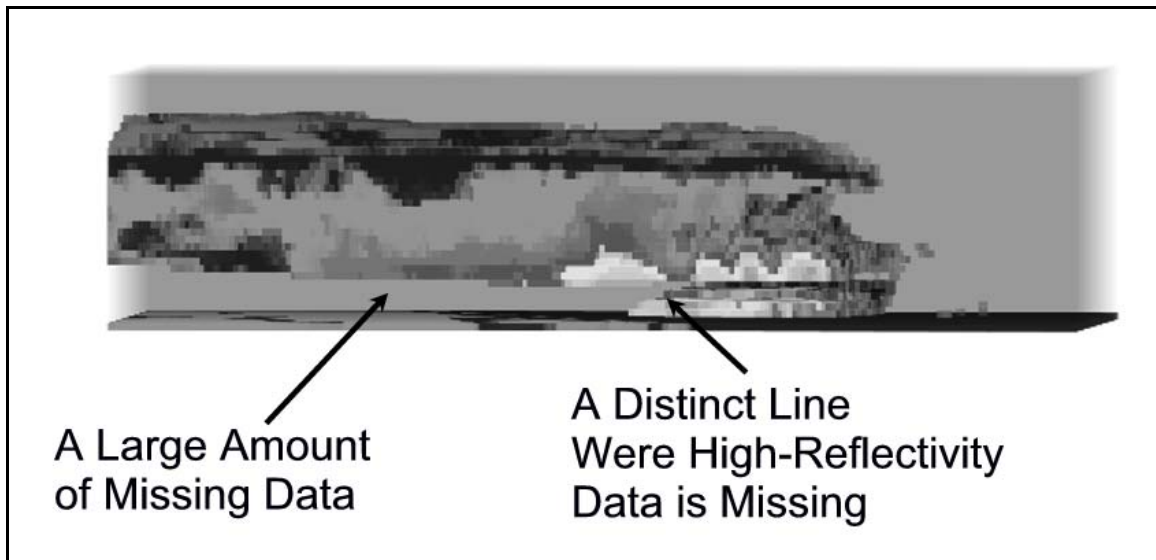 A Large Amount
of Missing Data
A Distinct Line
Were High-Reflectivity
Data is Missing